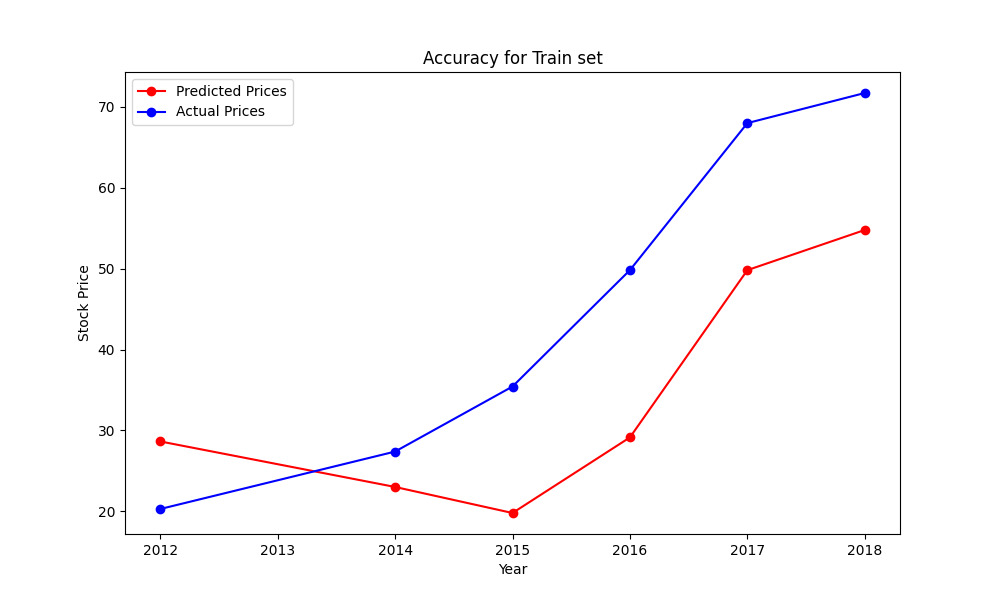 Accuracy for Train set
Predicted Prices
Actual Prices
70
60
50
40
30
20
Stock Price
2012 2013 2014 2015 2016 2017 2018
Year